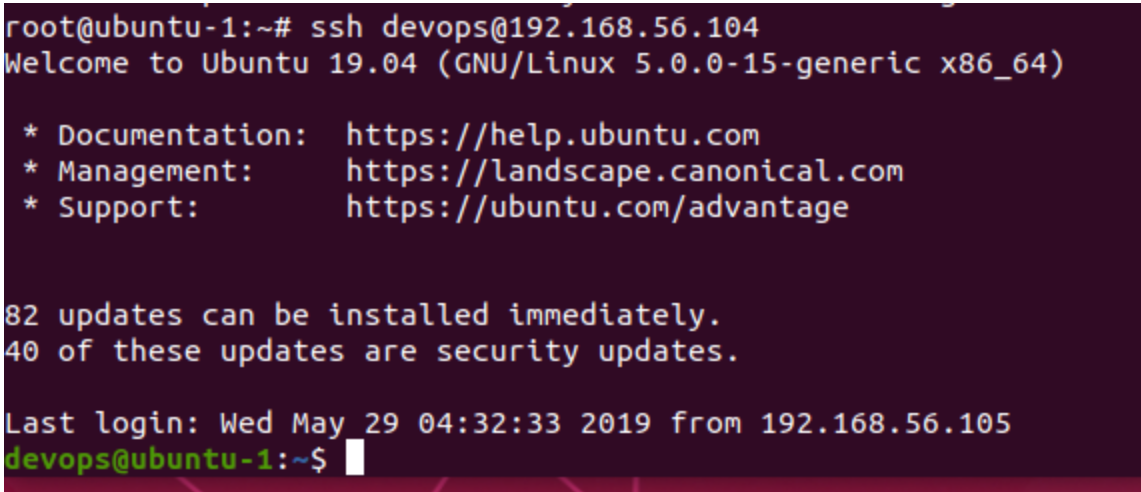 root@ubuntu-1:~# ssh devops@192.168.56.104
Welcome to Ubuntu 19.04 (GNU/Linux 5.0.0-15-generic x86_64)
* Documentation:  https://help.ubuntu.com
* Management:     https://landscape.canonical.com
* Support:        https://ubuntu.com/advantage
82 updates can be installed immediately.
40 of these updates are security updates.
Last login: Wed May 29 04:32:33 2019 from 192.168.56.105
devops@ubuntu-1:~$